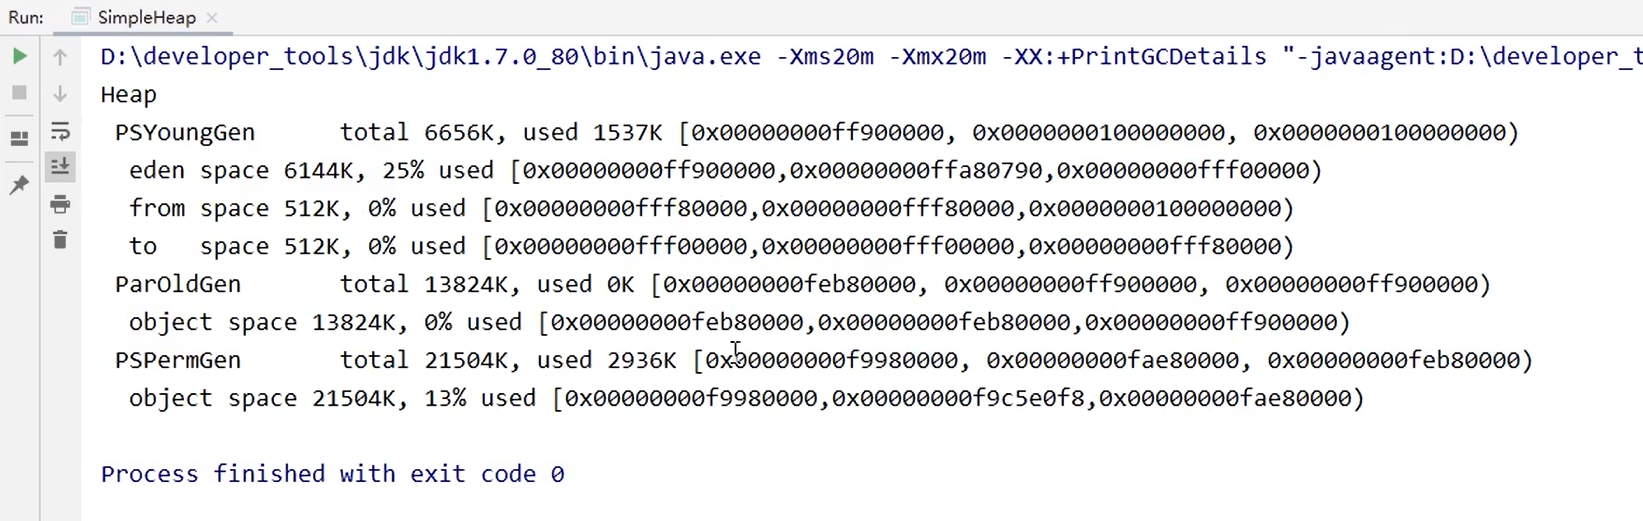 Run: SimpleHeap
D:\developer_tools\jdk\jdk1.7.0_80\bin\java.exe -Xms20m -Xmx20m -XX:+PrintGCDetails "-javaagent:D:\developer_t
Heap
PSYoungGen      total 6656K, used 1537K [0x00000000ff900000, 0x0000000100000000, 0x0000000100000000)
eden space 6144K, 25% used [0x00000000ff900000,0x00000000ffa80790,0x00000000fff00000)
from space 512K, 0% used [0x00000000fff80000,0x00000000fff80000,0x0000000100000000)
to   space 512K, 0% used [0x00000000fff00000,0x00000000fff00000,0x00000000fff80000)
ParOldGen       total 13824K, used 0K [0x00000000feb80000, 0x00000000ff900000, 0x00000000ff900000)
object space 13824K, 0% used [0x00000000feb80000,0x00000000feb80000,0x00000000ff900000)
PSPermGen       total 21504K, used 2936K [0x00000000f9980000, 0x00000000fae80000, 0x00000000feb80000)
object space 21504K, 13% used [0x00000000f9980000,0x00000000f9c5e0f8,0x00000000fae80000)
Process finished with exit code 0